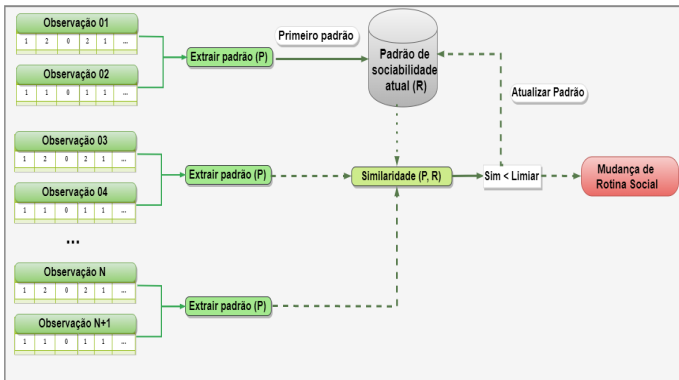 Observação 01
1 2 0 2 1 ...
Observação 02
1 1 0 1 1 ...
Extrair padrão (P)
Primeiro padrão
Padrão de
sociabilidade
atual (R)
Atualizar Padrão
Observação 03
1 2 0 2 1 ...
Observação 04
1 1 0 1 1 ...
Extrair padrão (P)
Similaridade (P, R)
Sim < Limiar
Mudança de
Rotina Social
...
Observação N
1 2 0 2 1 ...
Observação N+1
1 1 0 1 1 ...
Extrair padrão (P)